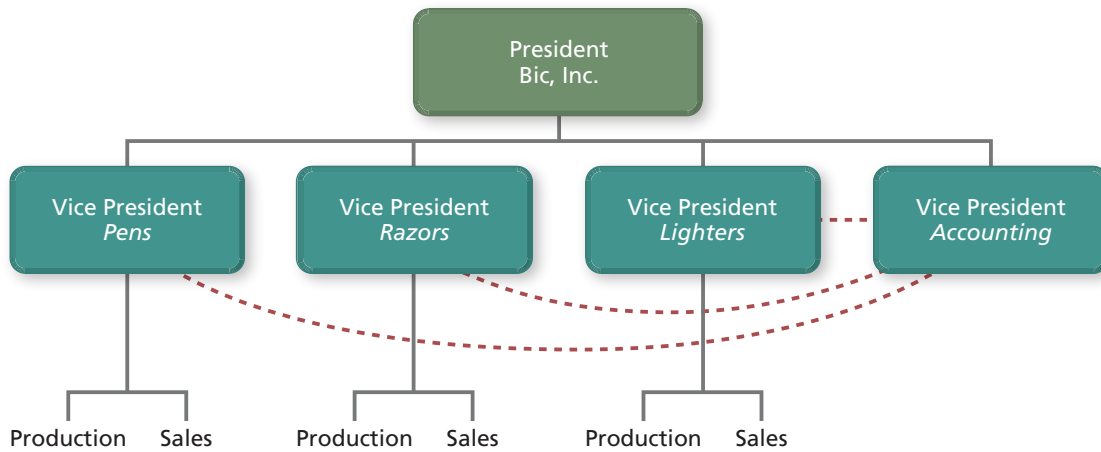 President
Bic, Inc.
Vice President
Pens
Vice President
Razors
Vice President
Lighters
Vice President
Accounting
Production
Sales
Production
Sales
Production
Sales